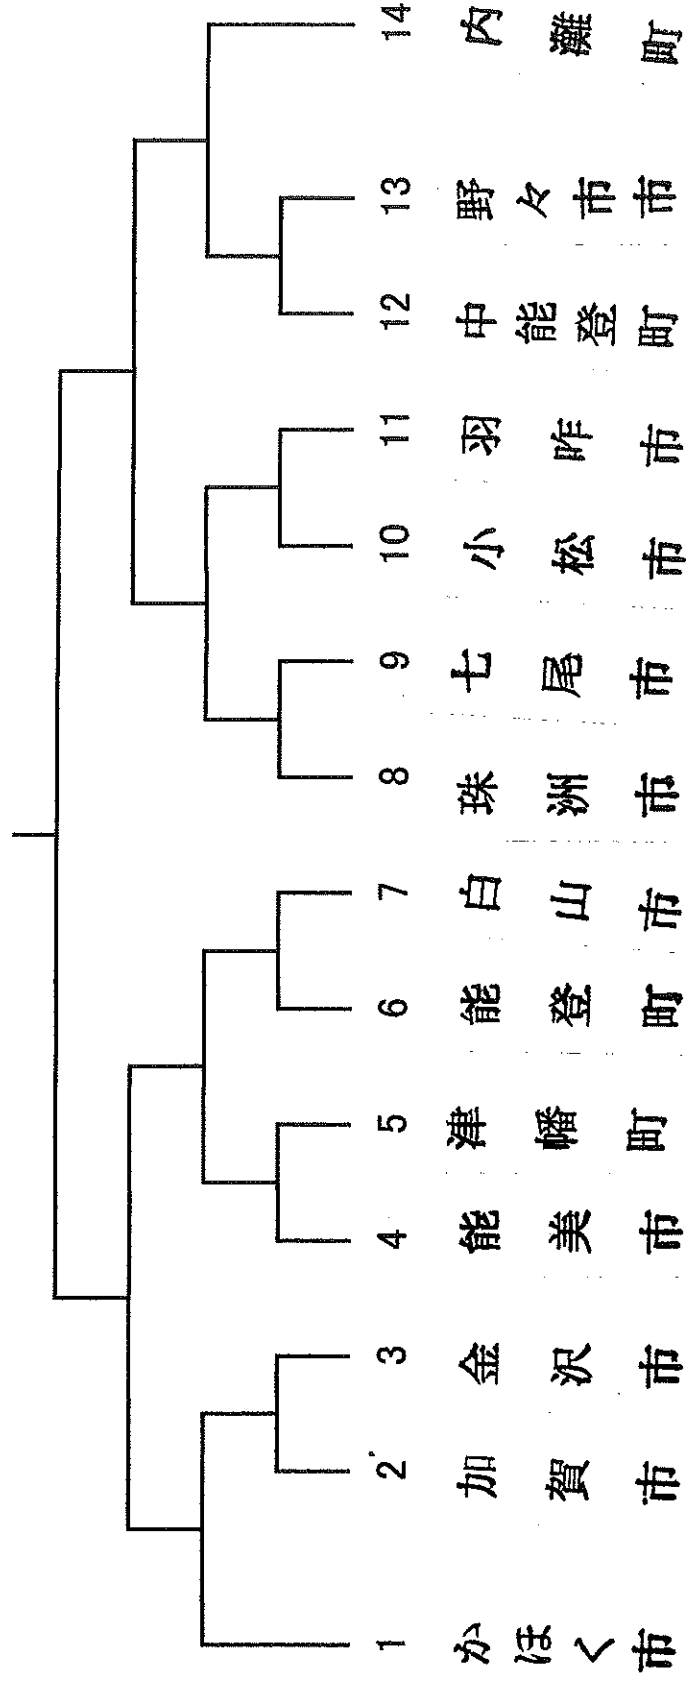 1 かほく市
2 加賀市
3 金沢市
4 能美市
5 津幡町
6 能登町
7 白山市
8 珠洲市
9 七尾市
10 小松市
11 羽咋市
12 中能登町
13 野々市市
14 内灘町